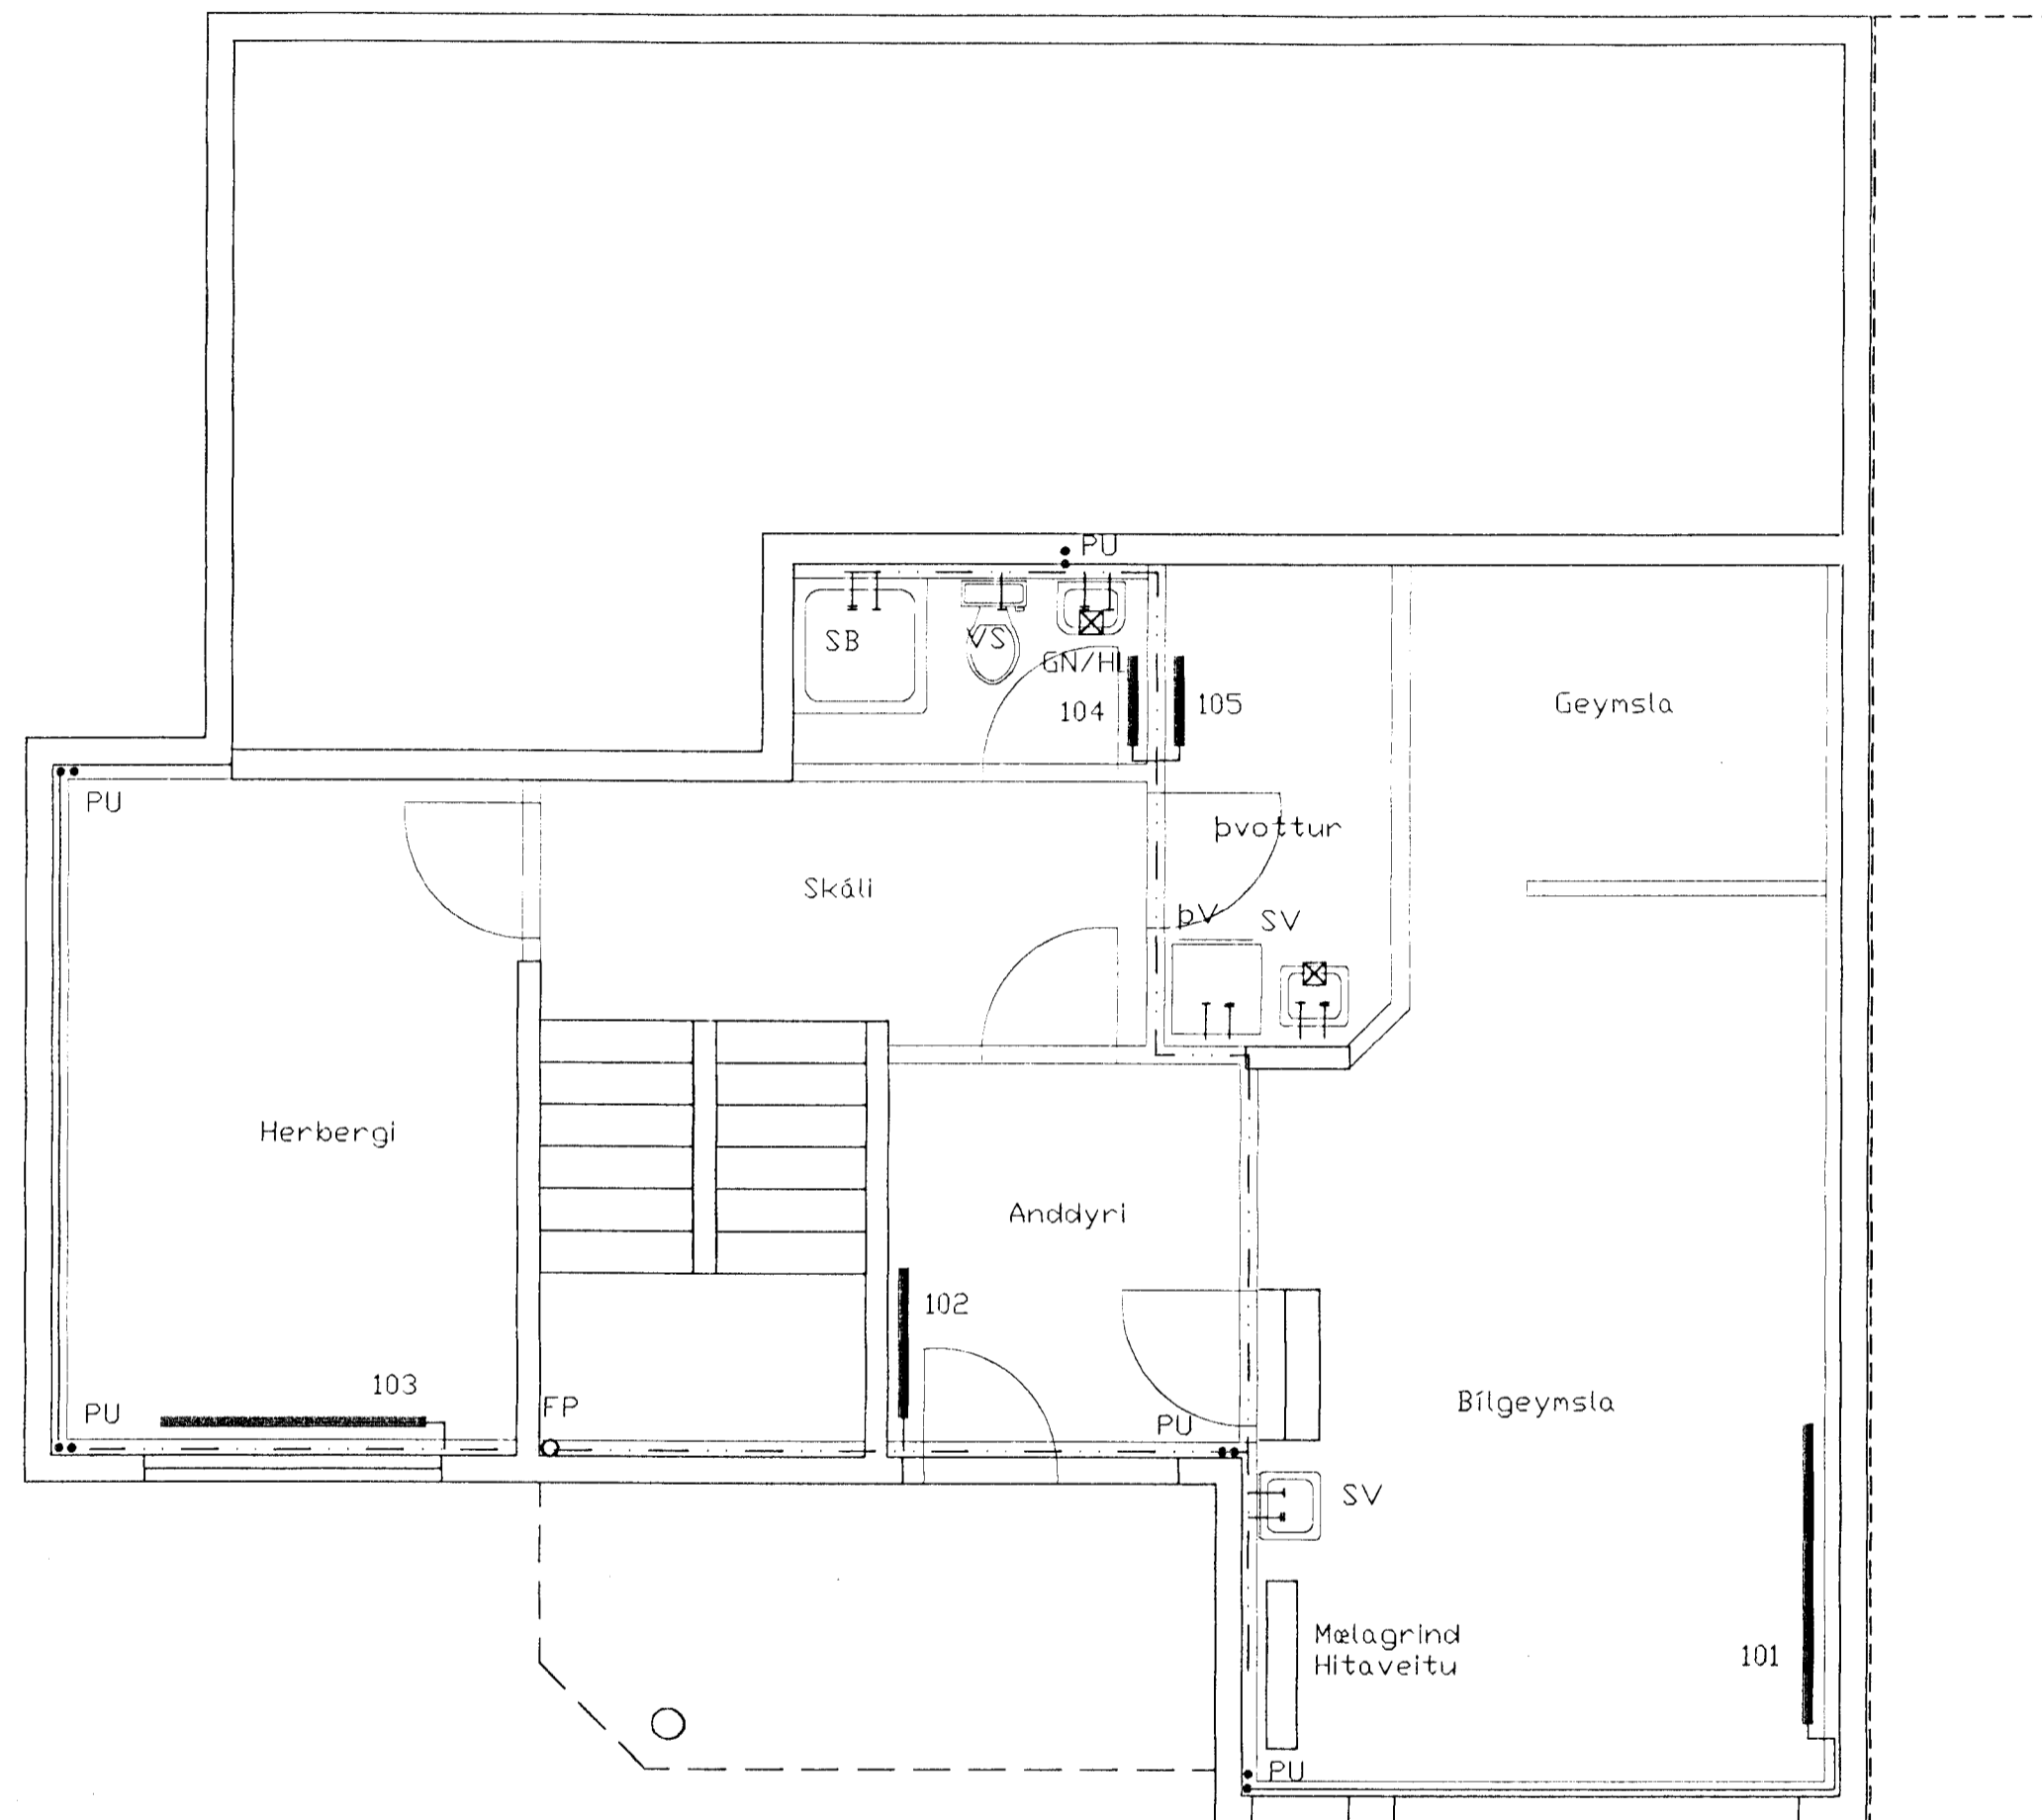 PU
SB
VS
GN/HL
104
105
Geymsla
PU
þvottur
Skáli
þV
SV
Herbergi
Anddyri
102
103
PU
FP
PU
Bílgeymsla
SV
Mælagrind
Hitaveitu
101
PU